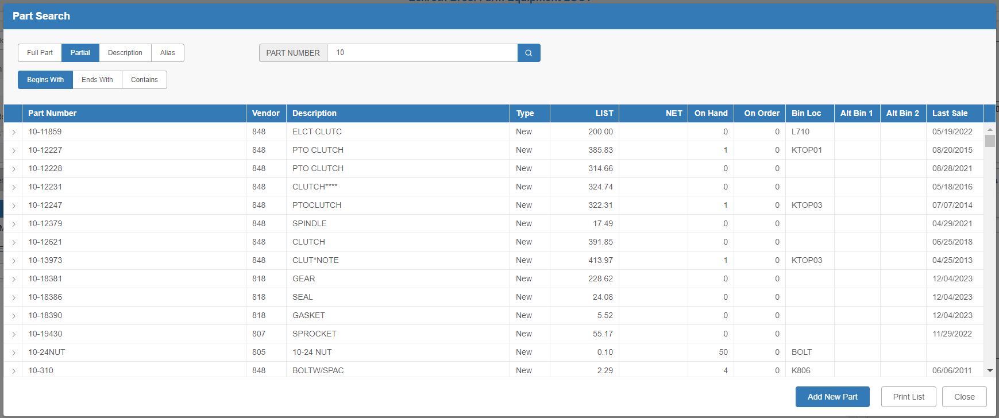 Part Search
Full Part Partial Description Alias
PART NUMBER 10
Begins With Ends With Contains
Part Number Vendor Description Type LIST NET On Hand On Order Bin Loc Alt Bin 1 Alt Bin 2 Last Sale
10-11859 848 ELCT CLUTC New 200.00 0 0 L710 05/19/2022
10-12227 848 PTO CLUTCH New 385.83 1 0 KTOP01 08/20/2015
10-12228 848 PTO CLUTCH New 314.66 0 0 08/28/2021
10-12231 848 CLUTCH**** New 324.74 0 0 05/18/2016
10-12247 848 PTOCLUTCH New 322.31 1 0 KTOP03 07/07/2014
10-12379 848 SPINDLE New 17.49 0 0 04/29/2021
10-12621 848 CLUTCH New 391.85 0 0 06/25/2018
10-13973 848 CLUT*NOTE New 413.97 1 0 KTOP03 04/25/2013
10-18381 818 GEAR New 228.62 0 0 12/04/2023
10-18386 818 SEAL New 24.08 0 0 12/04/2023
10-18390 818 GASKET New 5.52 0 0 12/04/2023
10-19430 807 SPROCKET New 55.17 0 0 11/29/2022
10-24NUT 805 10-24 NUT New 0.10 50 0 BOLT
10-310 848 BOLTW/SPAC New 2.29 4 0 K806 06/06/2011
Add New Part Print List Close